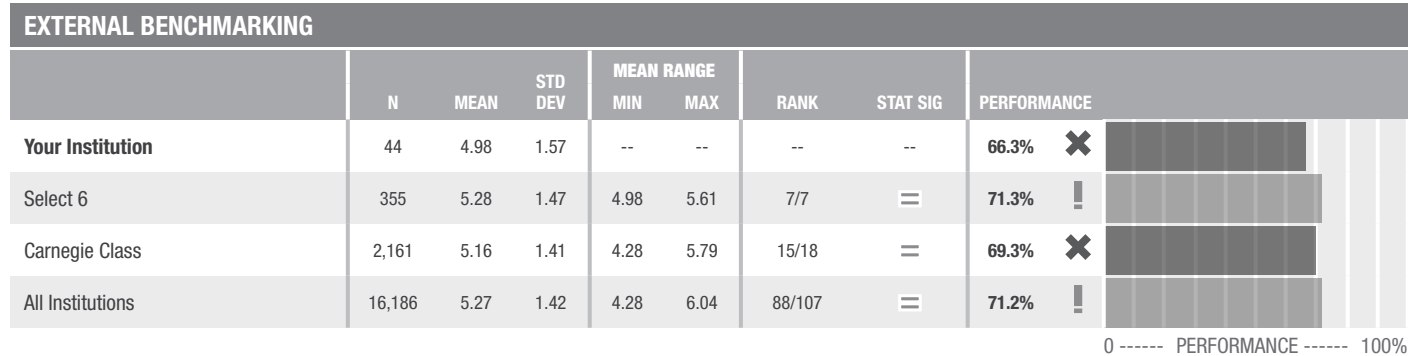 EXTERNAL BENCHMARKING
N MEAN STD DEV MEAN RANGE MIN MAX RANK STAT SIG PERFORMANCE
Your Institution 44 4.98 1.57 -- -- -- -- 66.3%
Select 6 355 5.28 1.47 4.98 5.61 7/7 = 71.3% !
Carnegie Class 2,161 5.16 1.41 4.28 5.79 15/18 = 69.3%
All Institutions 16,186 5.27 1.42 4.28 6.04 88/107 = 71.2% !
0 ------ PERFORMANCE ------ 100%